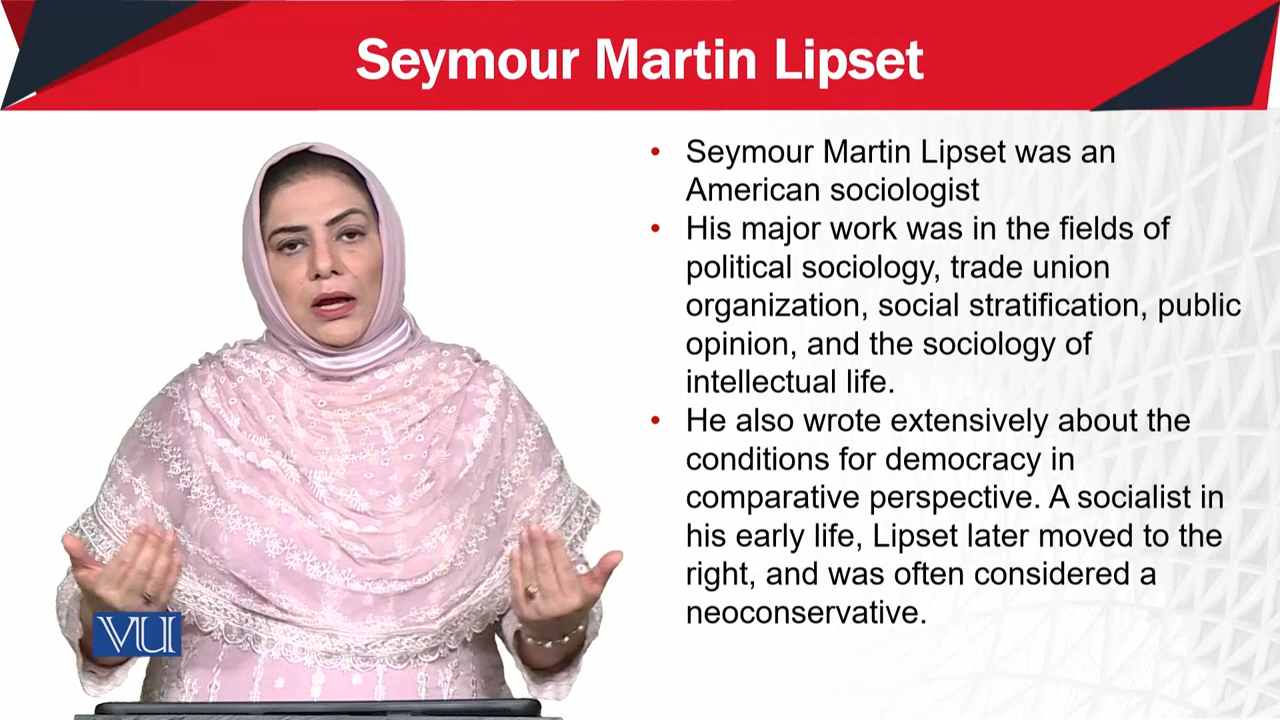 Seymour Martin Lipset
• Seymour Martin Lipset was an
American sociologist
• His major work was in the fields of
political sociology, trade union
organization, social stratification, public
opinion, and the sociology of
intellectual life.
• He also wrote extensively about the
conditions for democracy in
comparative perspective. A socialist in
his early life, Lipset later moved to the
right, and was often considered a
neoconservative.
VU